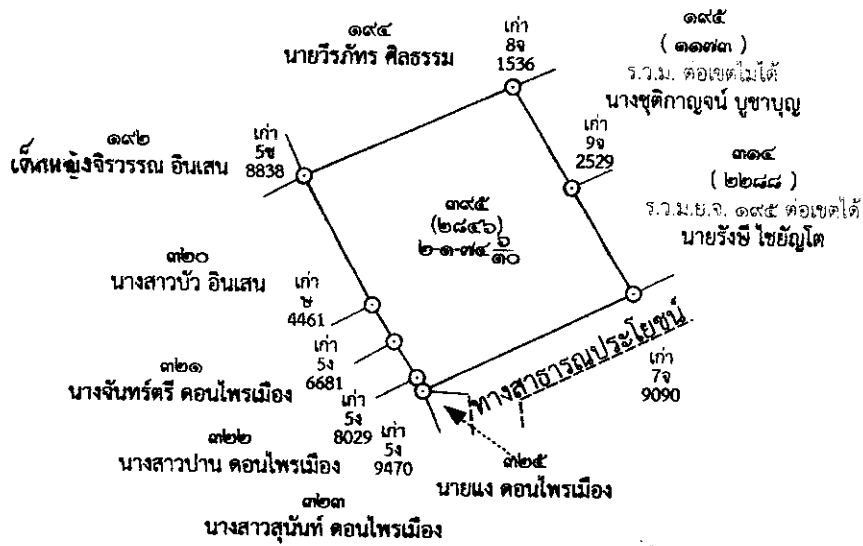 ๑๙๔
นายวีรภัทร ศิลธรรม
เก่า
8จ
1536
๑๙๕
( ๑๑๗๓ )
ร.ว.ม. ต่อเขตไม่ได้
นางชุติกาญจน์ บูชาบุญ
๑๙๒
จิรวรรณ อินเสน
เก่า
5ซ
8838
เก่า
9จ
2529
๓๑๔
( ๒๒๘๘ )
ร.ว.ม.ย.จ. ๑๙๕ ต่อเขตได้
นายรังษี ไชยัญโต
๓๙๕
(๒๘๔๖)
๒-๑-๗๔ ๖/๑๐
๓๒๐
นางสาวบัว อินเสน
เก่า
ษ
4461
๓๒๑
นางจันทร์ตรี ดอนไพรเมือง
เก่า
5ง
6681
ทางสาธารณประโยชน์
เก่า
7จ
9090
๓๒๒
นางสาวปาน ดอนไพรเมือง
เก่า
5ง
8029
เก่า
5ง
9470
๓๒๕
นายแง ดอนไพรเมือง
๓๒๓
นางสาวสุนันท์ ดอนไพรเมือง